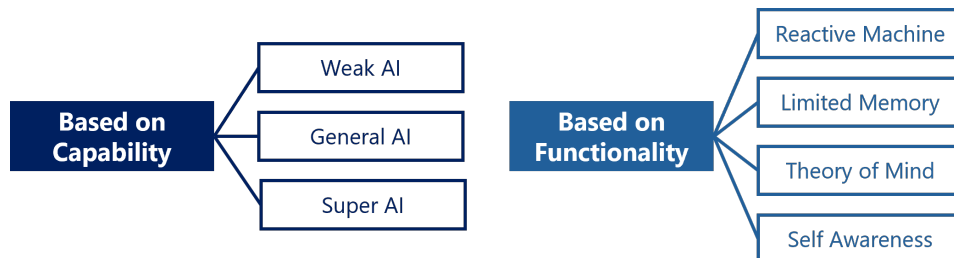 Based on
Capability
Weak AI
General AI
Super AI
Based on
Functionality
Reactive Machine
Limited Memory
Theory of Mind
Self Awareness